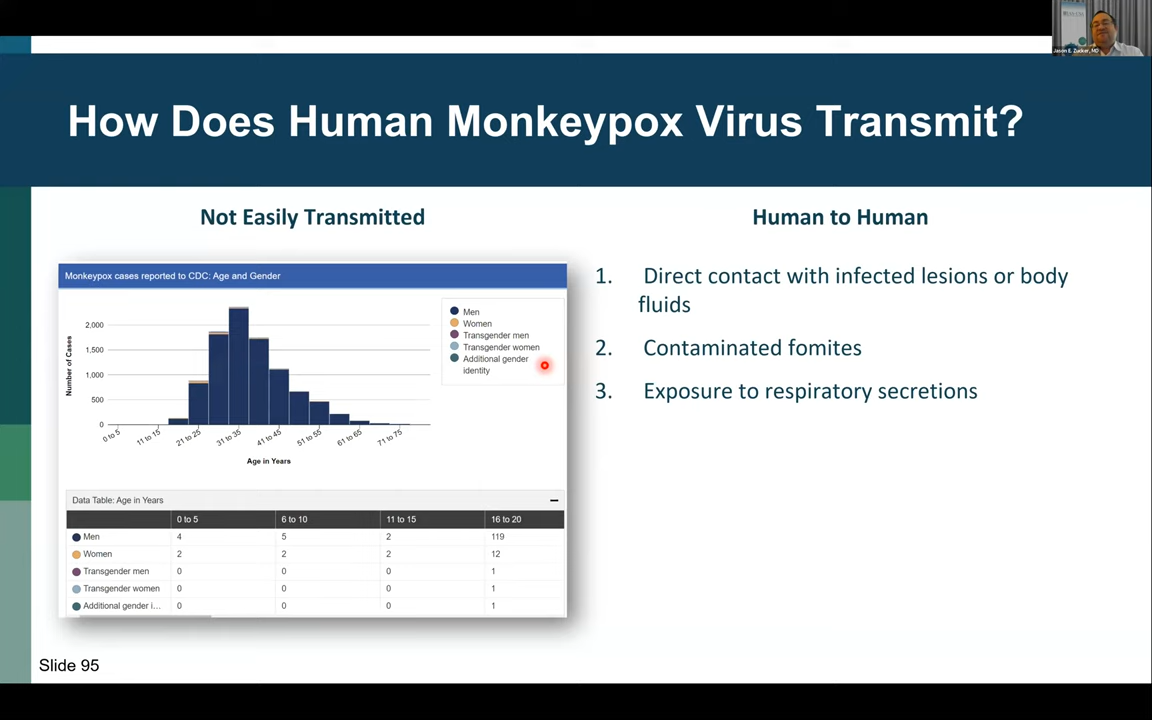 Jason E. Zucker, MD
How Does Human Monkeypox Virus Transmit?
Not Easily Transmitted
Monkeypox cases reported to CDC: Age and Gender
Number of Cases
2,000
1,500
1,000
500
0
0 to 5
11 to 15
21 to 25
31 to 35
41 to 45
51 to 55
61 to 65
71 to 75
Age in Years
Men
Women
Transgender men
Transgender women
Additional gender
identity
Data Table: Age in Years
0 to 5 6 to 10 11 to 15 16 to 20
Men 4 5 2 119
Women 2 2 2 12
Transgender men 0 0 0 1
Transgender women 0 0 0 1
Additional gender i... 0 0 0 1
Human to Human
1. Direct contact with infected lesions or body
fluids
2. Contaminated fomites
3. Exposure to respiratory secretions
Slide 95